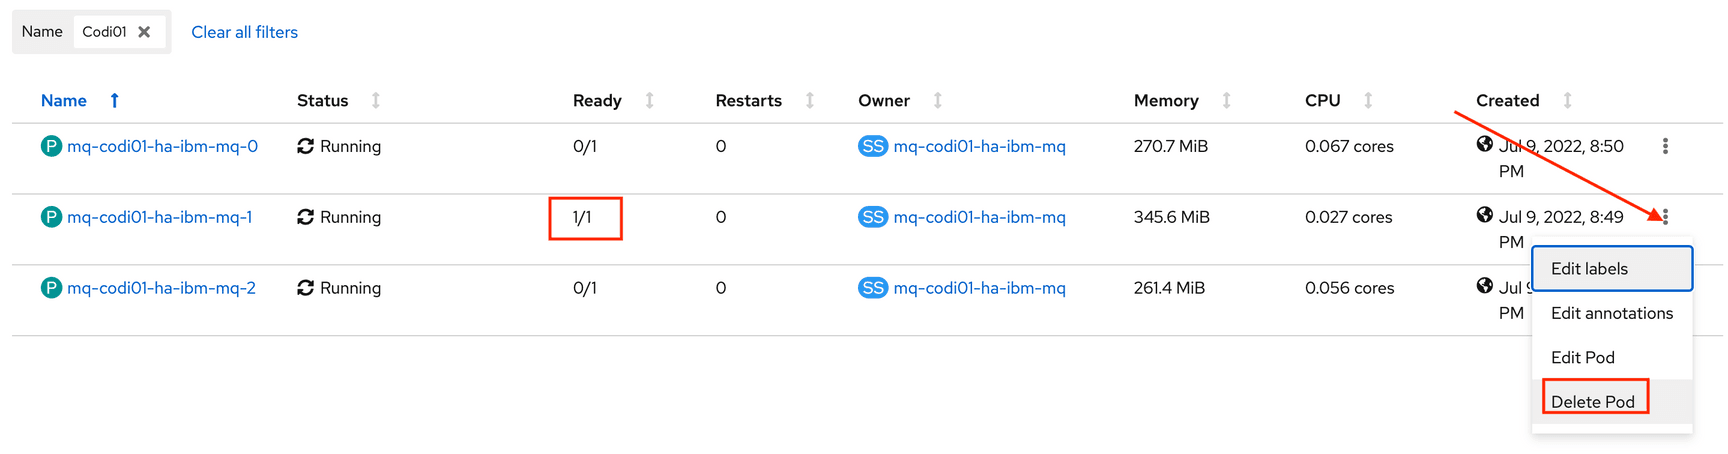 Name Codi01 Clear all filters
Name Status Ready Restarts Owner Memory CPU Created
P mq-codi01-ha-ibm-mq-0 Running 0/1 0 SS mq-codi01-ha-ibm-mq 270.7 MiB 0.067 cores Jul 9, 2022, 8:50
PM
P mq-codi01-ha-ibm-mq-1 Running 1/1 0 SS mq-codi01-ha-ibm-mq 345.6 MiB 0.027 cores Jul 9, 2022, 8:49
PM
Edit labels
P mq-codi01-ha-ibm-mq-2 Running 0/1 0 SS mq-codi01-ha-ibm-mq 261.4 MiB 0.056 cores Jul
PM
Edit annotations
Edit Pod
Delete Pod